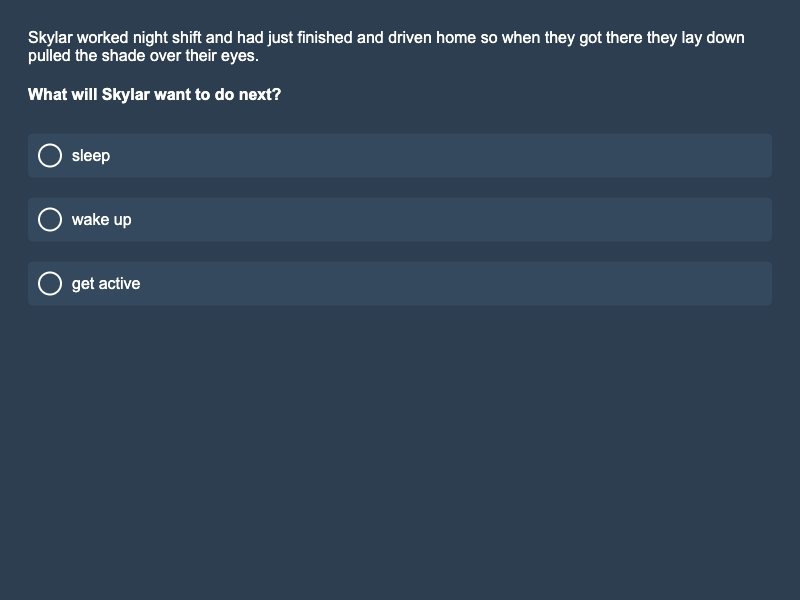 Skylar worked night shift and had just finished and driven home so when they got there they lay down
pulled the shade over their eyes.
What will Skylar want to do next?
sleep
wake up
get active